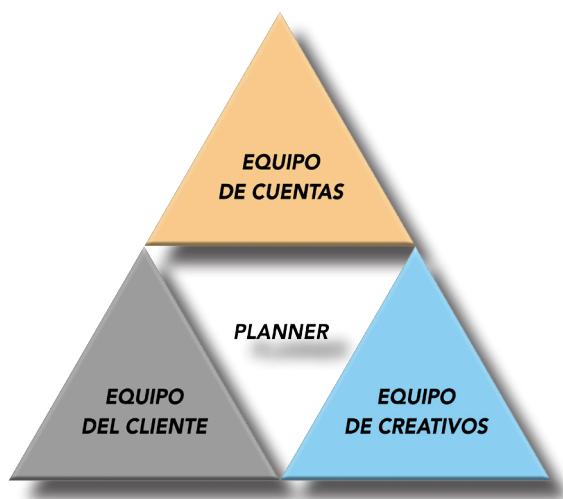 EQUIPO
DE CUENTAS
PLANNER
EQUIPO
DEL CLIENTE
EQUIPO
DE CREATIVOS